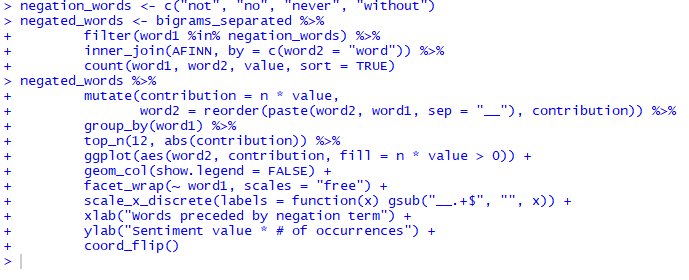 > negation_words <- c("not", "no", "never", "without")
> negated_words <- bigrams_separated %>%
+         filter(word1 %in% negation_words) %>%
+         inner_join(AFINN, by = c(word2 = "word")) %>%
+         count(word1, word2, value, sort = TRUE)
> negated_words %>%
+         mutate(contribution = n * value,
+                word2 = reorder(paste(word2, word1, sep = "__"), contribution)) %>%
+         group_by(word1) %>%
+         top_n(12, abs(contribution)) %>%
+         ggplot(aes(word2, contribution, fill = n * value > 0)) +
+         geom_col(show.legend = FALSE) +
+         facet_wrap(~ word1, scales = "free") +
+         scale_x_discrete(labels = function(x) gsub("__.+$", "", x)) +
+         xlab("Words preceded by negation term") +
+         ylab("Sentiment value * # of occurrences") +
+         coord_flip()
>